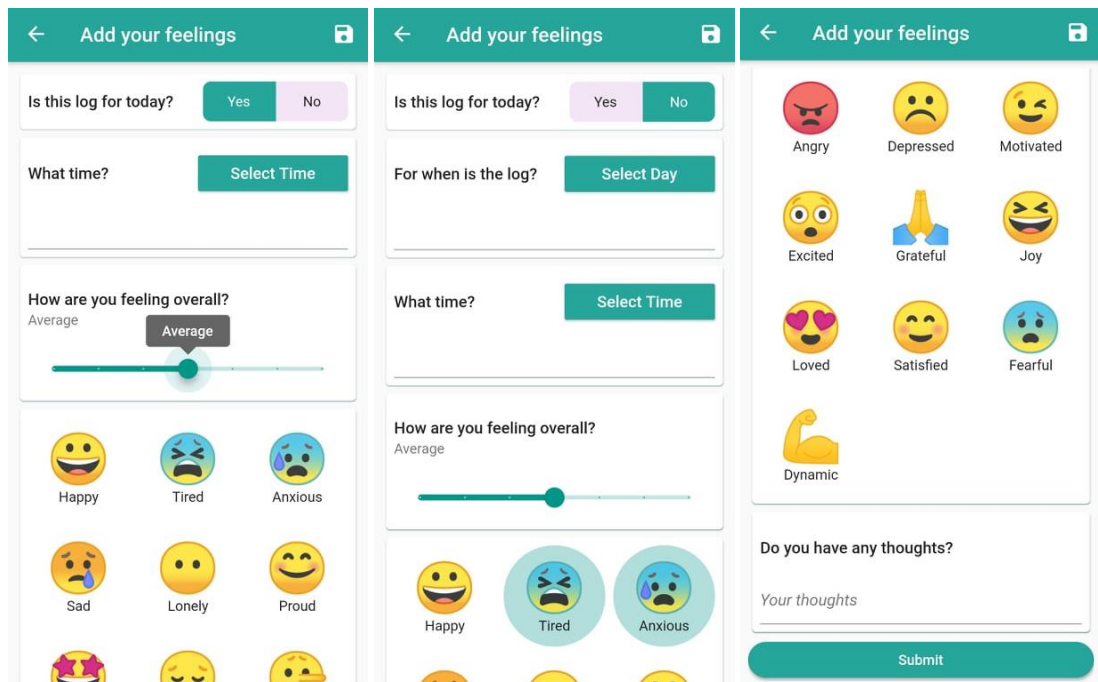 Add your feelings
Is this log for today? Yes No
What time? Select Time
How are you feeling overall?
Average
Average
Happy Tired Anxious
Sad Lonely Proud
Add your feelings
Is this log for today? Yes No
For when is the log? Select Day
What time? Select Time
How are you feeling overall?
Average
Happy Tired Anxious
Add your feelings
Angry Depressed Motivated
Excited Grateful Joy
Loved Satisfied Fearful
Dynamic
Do you have any thoughts?
Your thoughts
Submit